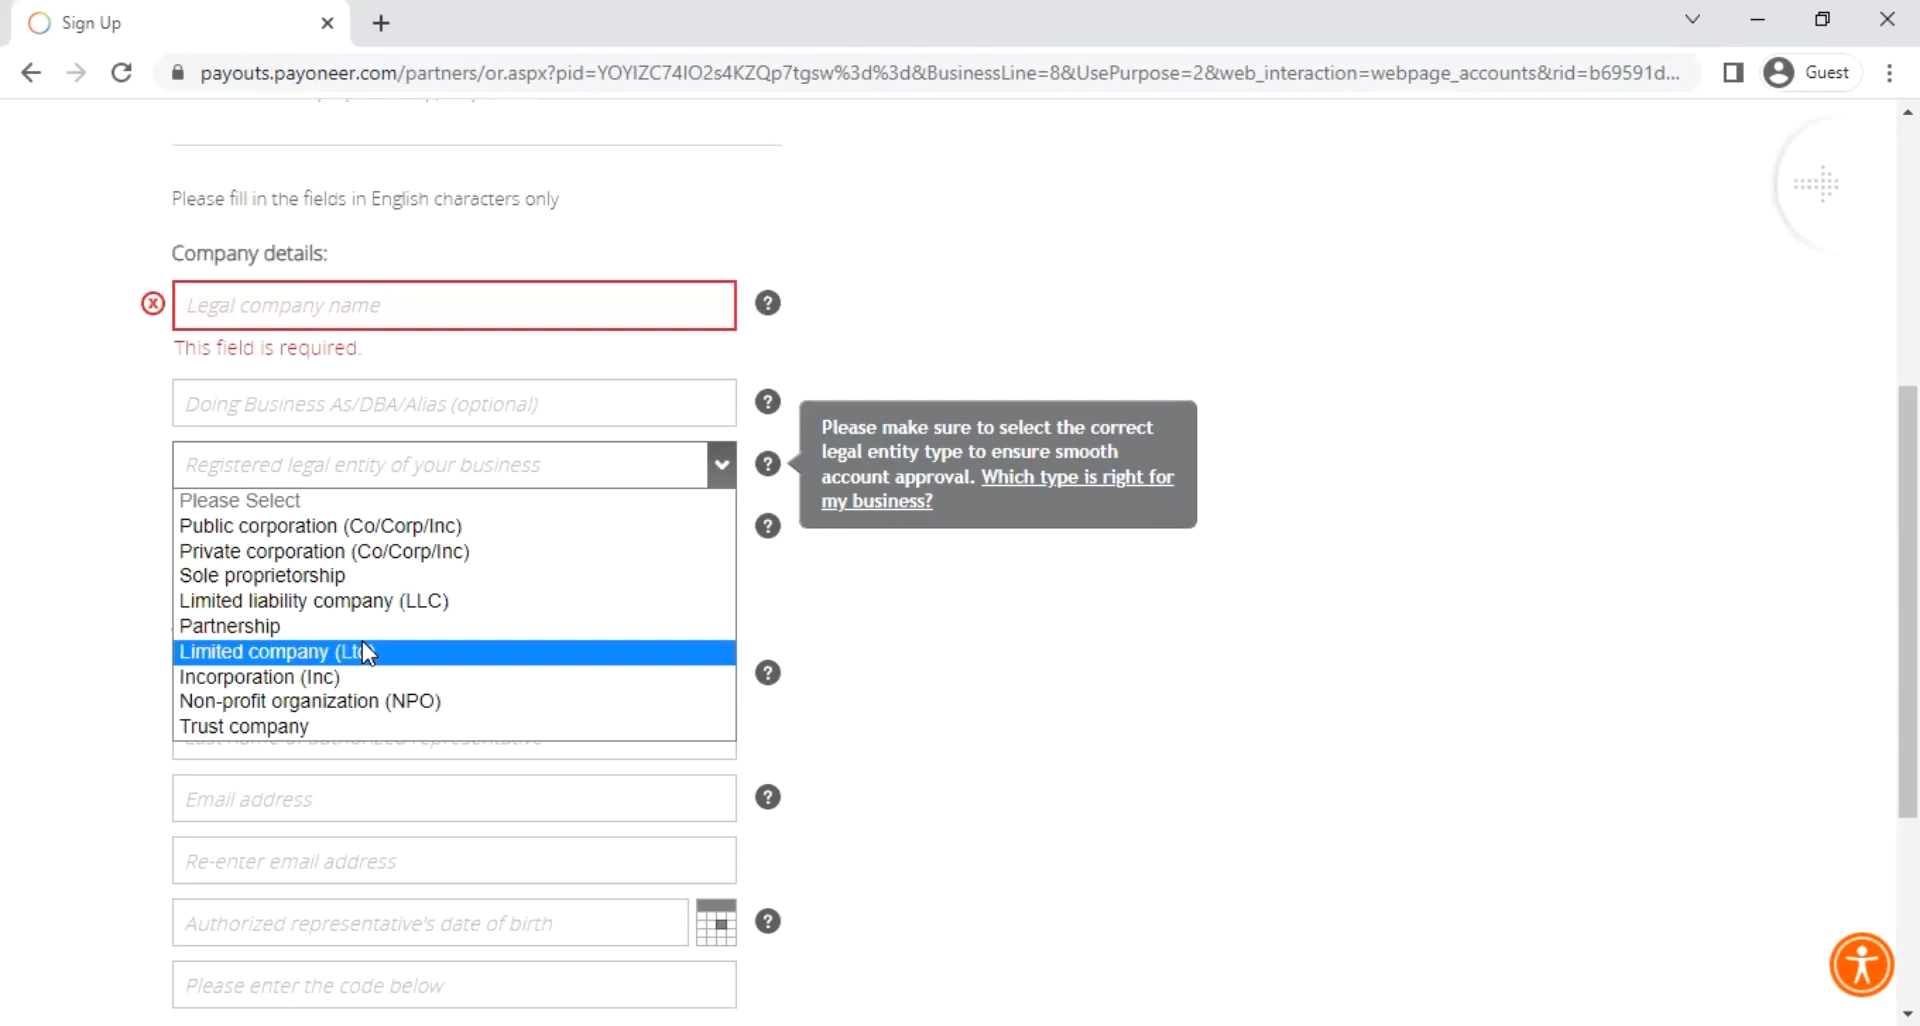 Sign Up
payouts.payoneer.com/partners/or.aspx?pid=YOYIZC74IO2s4KZQp7tgsw%3d%3d&BusinessLine=8&UsePurpose=2&web_interaction=webpage_accounts&rid=b69591d...
Guest
Please fill in the fields in English characters only
Company details:
Legal company name
This field is required.
Doing Business As/DBA/Alias (optional)
Registered legal entity of your business
Please make sure to select the correct
legal entity type to ensure smooth
account approval. Which type is right for
my business?
Please Select
Public corporation (Co/Corp/Inc)
Private corporation (Co/Corp/Inc)
Sole proprietorship
Limited liability company (LLC)
Partnership
Limited company (Ltd)
Incorporation (Inc)
Non-profit organization (NPO)
Trust company
Email address
Re-enter email address
Authorized representative's date of birth
Please enter the code below